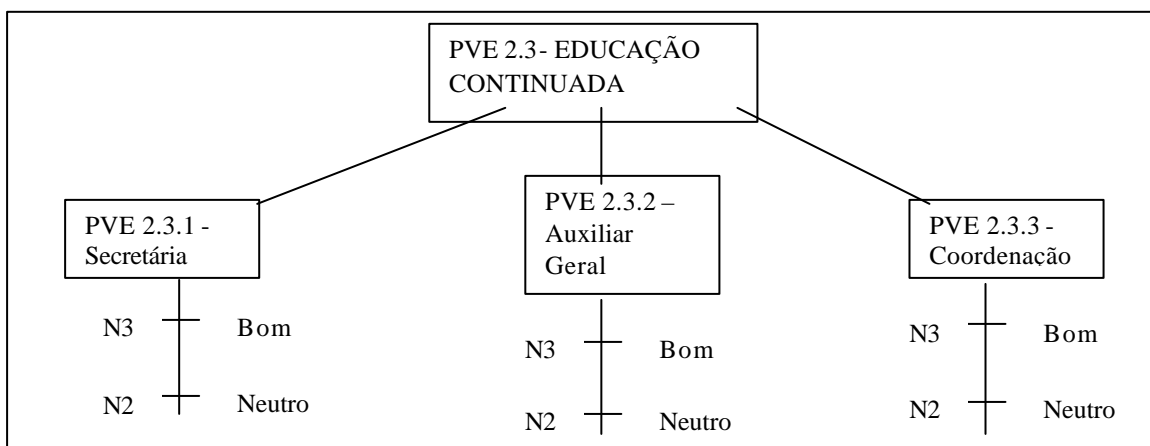 PVE 2.3- EDUCAÇÃO
CONTINUADA
PVE 2.3.1 -
Secretária
N3 Bom
N2 Neutro
PVE 2.3.2 –
Auxiliar
Geral
N3 Bom
N2 Neutro
PVE 2.3.3 -
Coordenação
N3 Bom
N2 Neutro